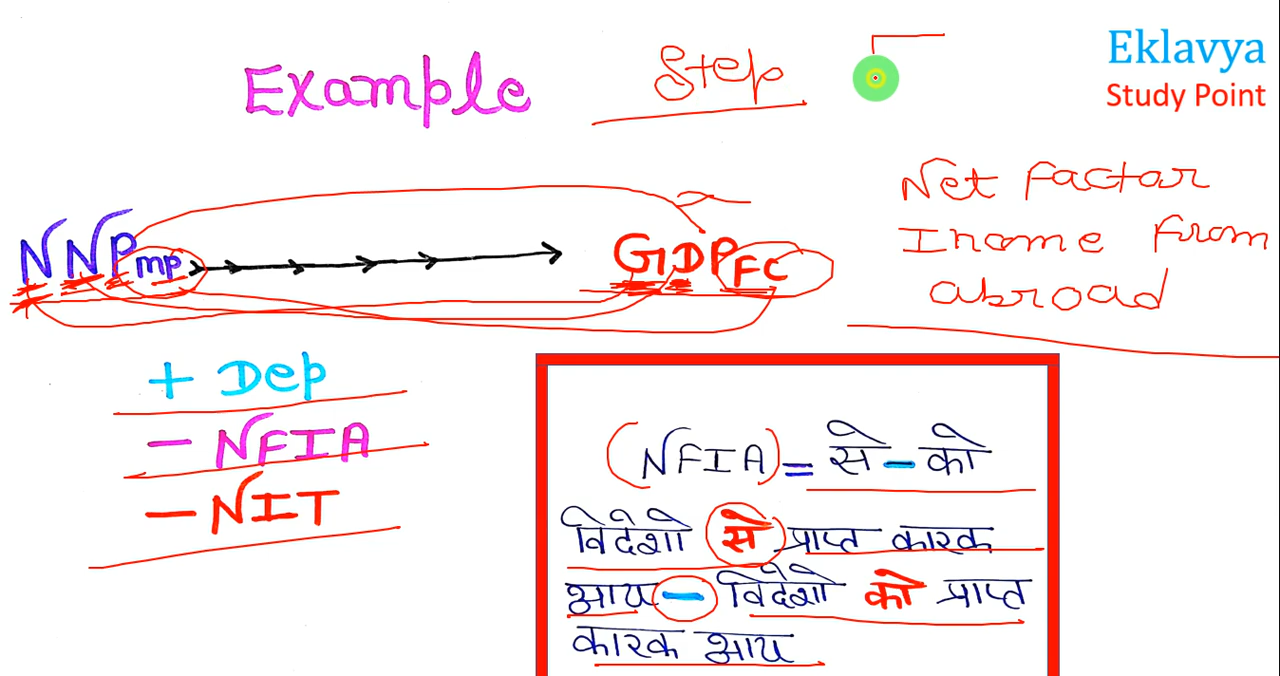 Example
Step
Eklavya
Study Point
Net Factor
Inome From
abroad
NNPmp
GDPFC
+ Dep
- NFIA
- NIT
(NFIA) = से - को
विदेशो से प्राप्त कारक
आय - विदेशो को प्राप्त
कारक आय